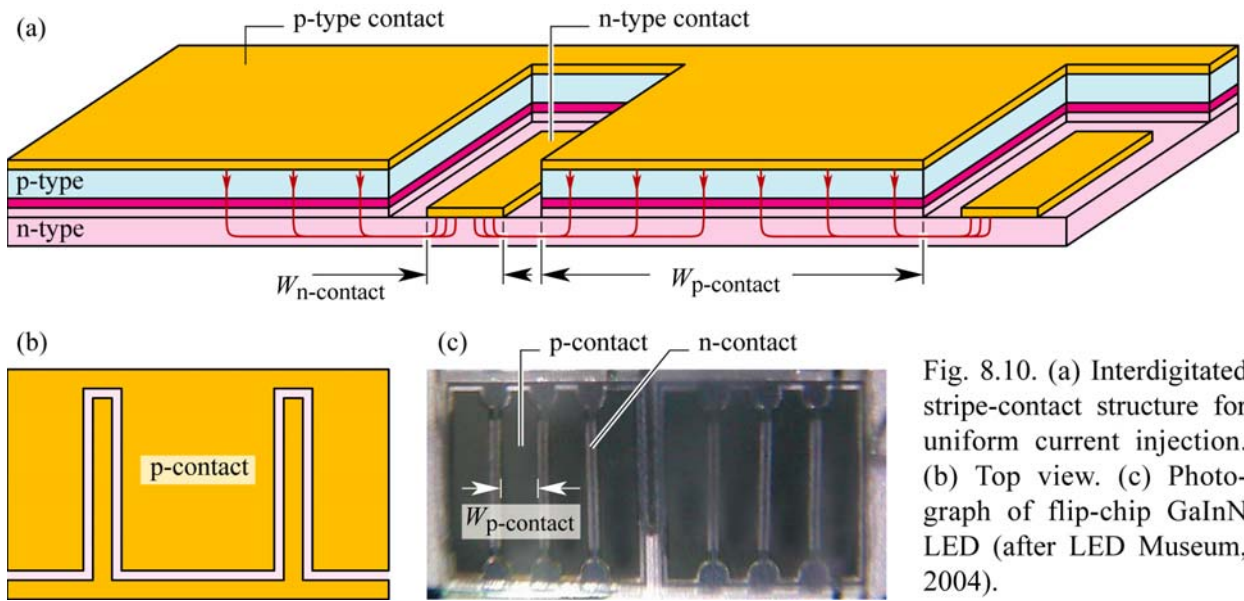 (a)
p-type contact
n-type contact
p-type
n-type
Wn-contact
Wp-contact
(b)
p-contact
(c)
p-contact
n-contact
Wp-contact
Fig. 8.10. (a) Interdigitated
stripe-contact structure for
uniform current injection.
(b) Top view. (c) Photo-
graph of flip-chip GaInN
LED (after LED Museum,
2004).